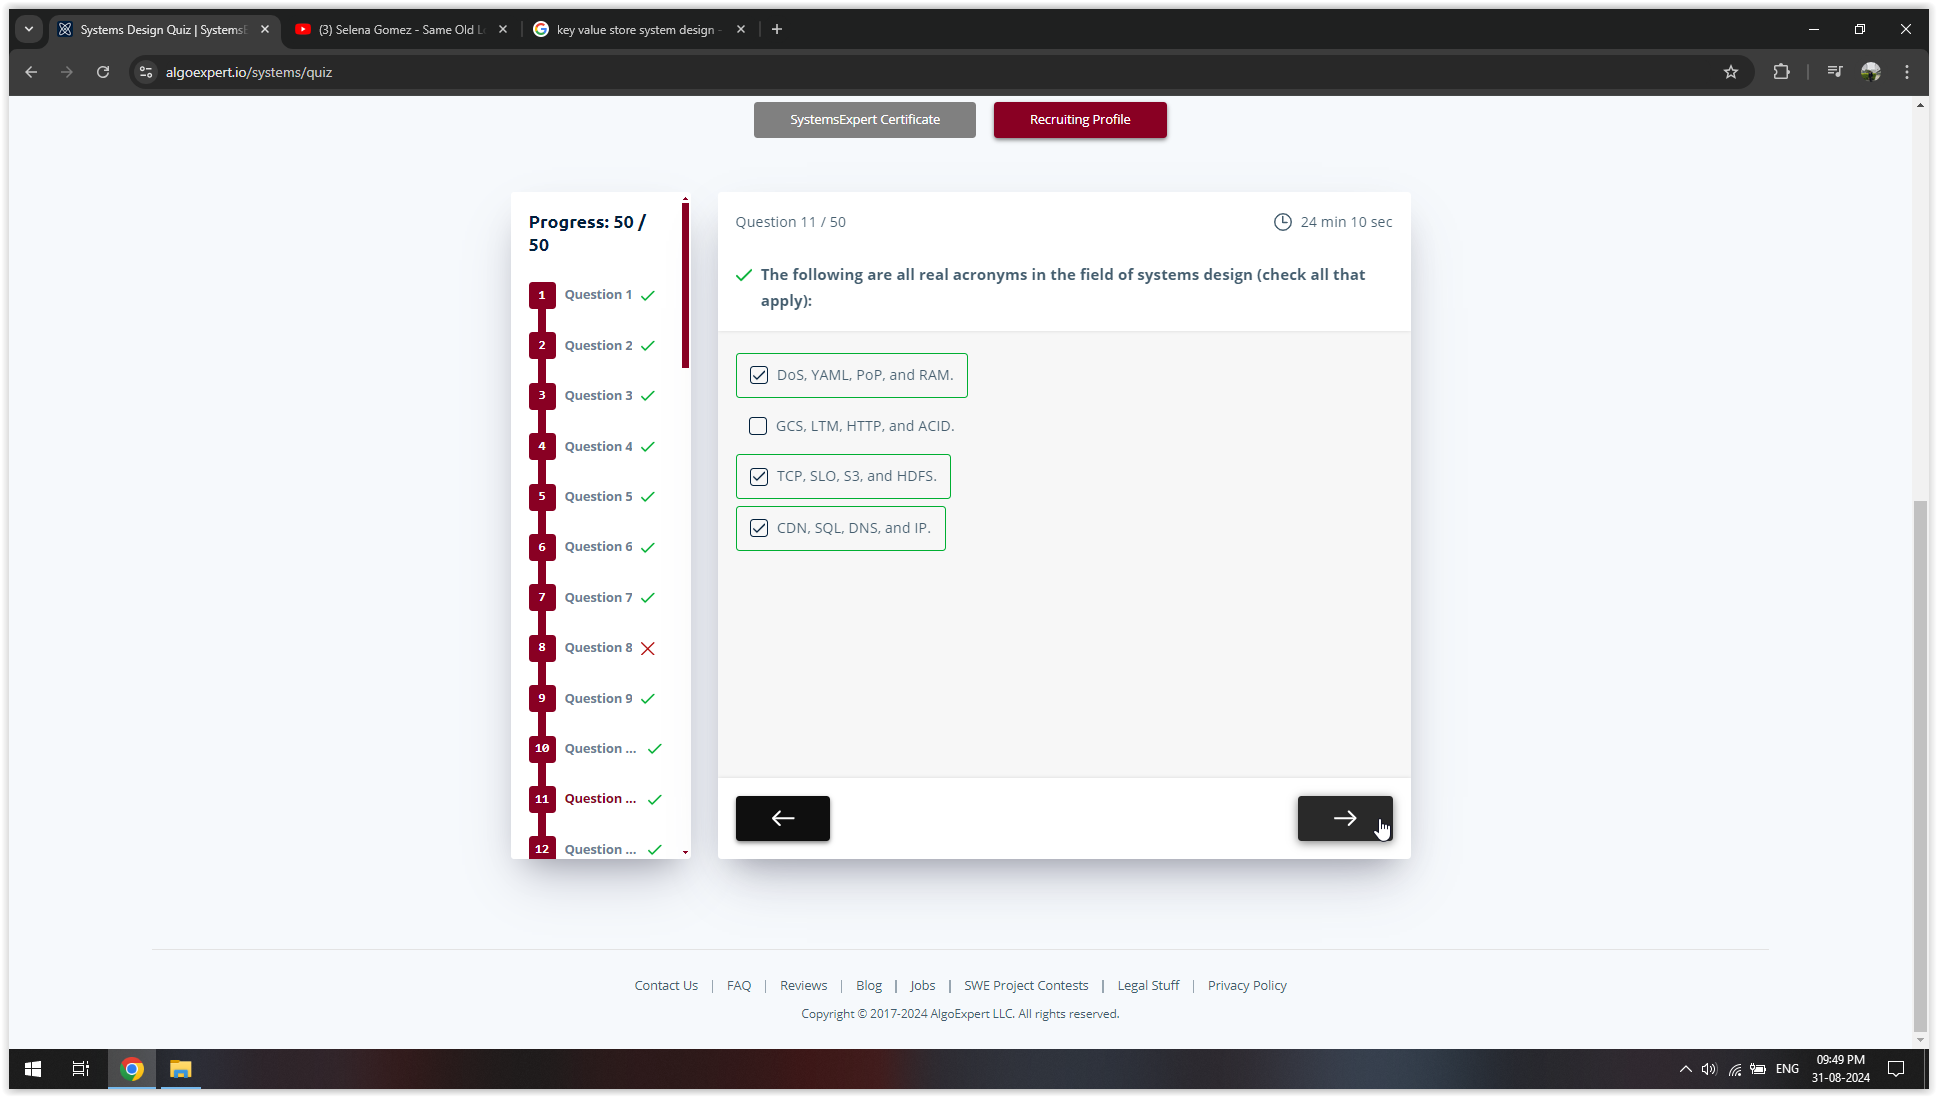 Systems Design Quiz | Systems
(3) Selena Gomez - Same Old L
key value store system design -
algoexpert.io/systems/quiz
SystemsExpert Certificate
Recruiting Profile
Progress: 50 /
50
1 Question 1
2 Question 2
3 Question 3
4 Question 4
5 Question 5
6 Question 6
7 Question 7
8 Question 8
9 Question 9
10 Question ...
11 Question ...
12 Question ...
Question 11 / 50
24 min 10 sec
The following are all real acronyms in the field of systems design (check all that
apply):
DoS, YAML, PoP, and RAM.
GCS, LTM, HTTP, and ACID.
TCP, SLO, S3, and HDFS.
CDN, SQL, DNS, and IP.
Contact Us | FAQ | Reviews | Blog | Jobs | SWE Project Contests | Legal Stuff | Privacy Policy
Copyright © 2017-2024 AlgoExpert LLC. All rights reserved.
ENG
09:49 PM
31-08-2024